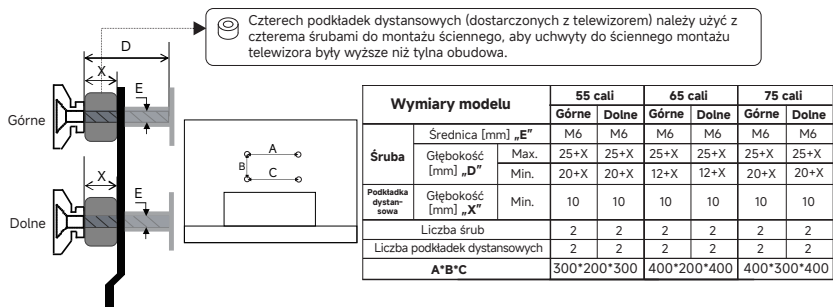 Czterech podkładek dystansowych (dostarczonych z telewizorem) należy użyć z
czterema śrubami do montażu ściennego, aby uchwyty do ściennego montażu
telewizora były wyższe niż tylna obudowa.
D
X
E
Górne
X
E
Dolne
A
B
C
Wymiary modelu 55 cali 65 cali 75 cali
Górne Dolne Górne Dolne Górne Dolne
Śruba Średnica [mm] „E” M6 M6 M6 M6 M6 M6
Głębokość [mm] „D” Max. 25+X 25+X 25+X 25+X 25+X 25+X
Min. 20+X 20+X 12+X 12+X 20+X 20+X
Podkładka
dystan-
sowa
Głębokość [mm] „X” Min. 10 10 10 10 10 10
Liczba śrub 2 2 2 2 2 2
Liczba podkładek dystansowych 2 2 2 2 2 2
A*B*C 300*200*300 400*200*400 400*300*400